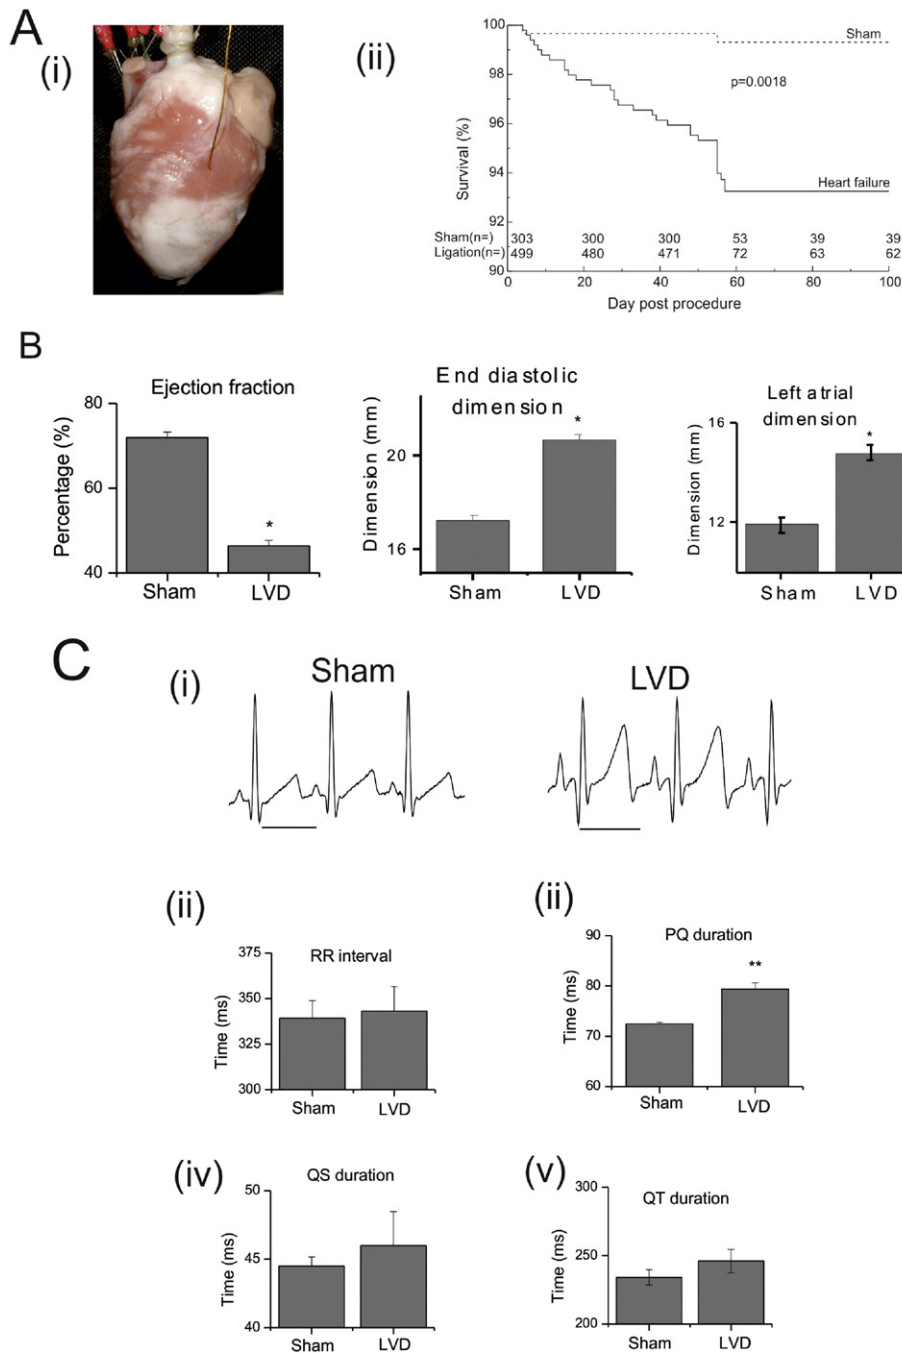 A
(i)
(ii)
100
98
96
94
92
90
Survival (%)
Sham
p=0.0018
Heart failure
Sham(n=) 303 300 300 53 39 39
Ligation(n=) 499 480 471 72 63 62
0 20 40 60 80 100
Day post procedure
B
Ejection fraction
80
60
40
Percentage (%)
*
Sham LVD
End diastolic
dimension
20
16
Dimension (mm)
*
Sham LVD
Left atrial
dimension
16
12
Dimension (mm)
*
Sham LVD
C
(i)
Sham
LVD
(ii)
RR interval
375
350
325
300
Time (ms)
Sham LVD
(ii)
PQ duration
90
80
70
60
Time (ms)
**
Sham LVD
(iv)
QS duration
50
45
40
Time (ms)
Sham LVD
(v)
QT duration
300
250
200
Time (ms)
Sham LVD